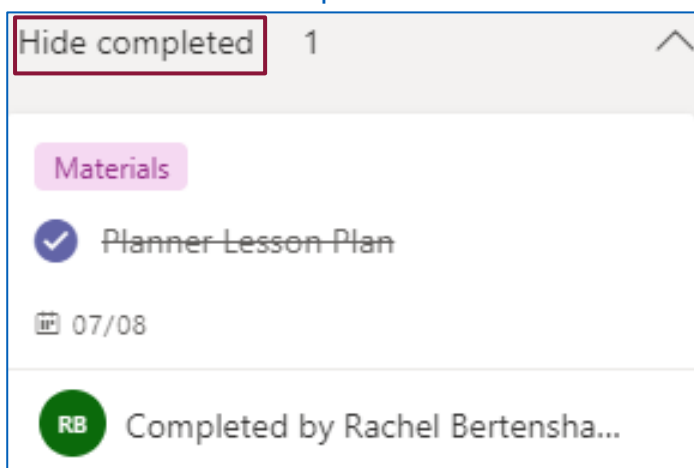 Hide completed 1
Materials
Planner Lesson Plan
07/08
RB Completed by Rachel Bertensha...